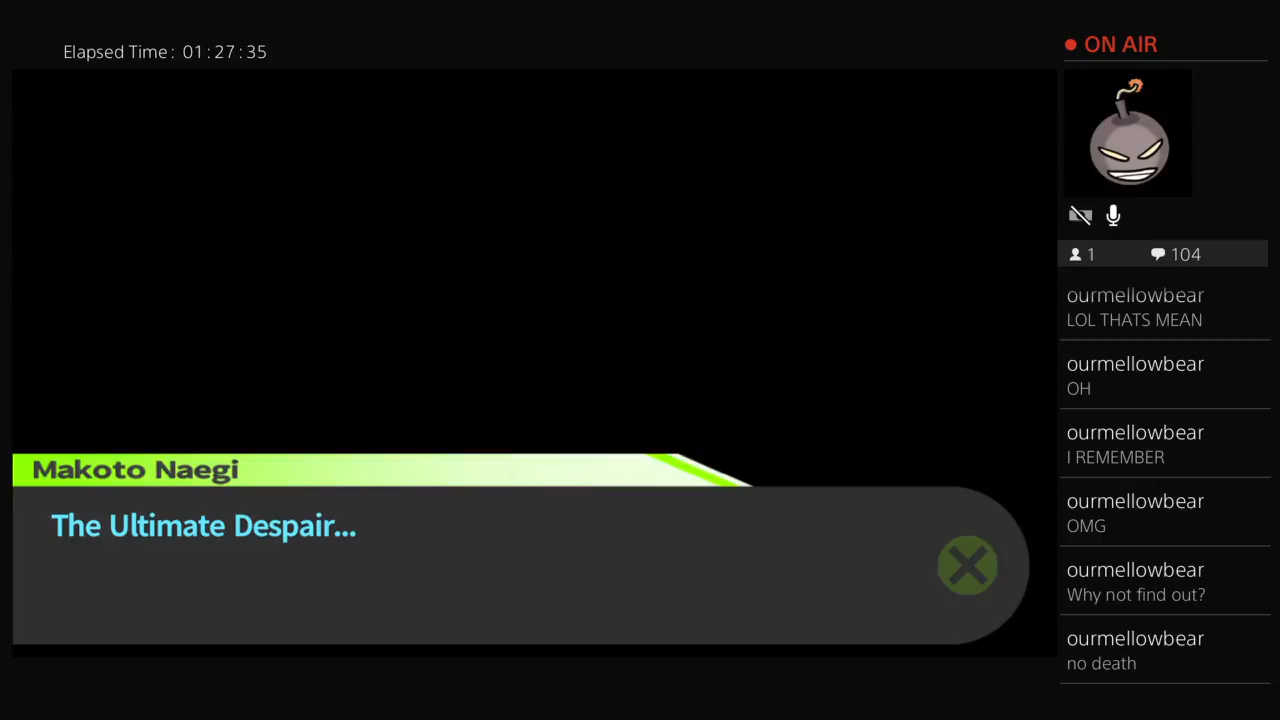 Elapsed Time: 01:27:35
ON AIR
1 104
ourmellowbear
LOL THATS MEAN
ourmellowbear
OH
ourmellowbear
I REMEMBER
ourmellowbear
OMG
ourmellowbear
Why not find out?
ourmellowbear
no death
Makoto Naegi
The Ultimate Despair...